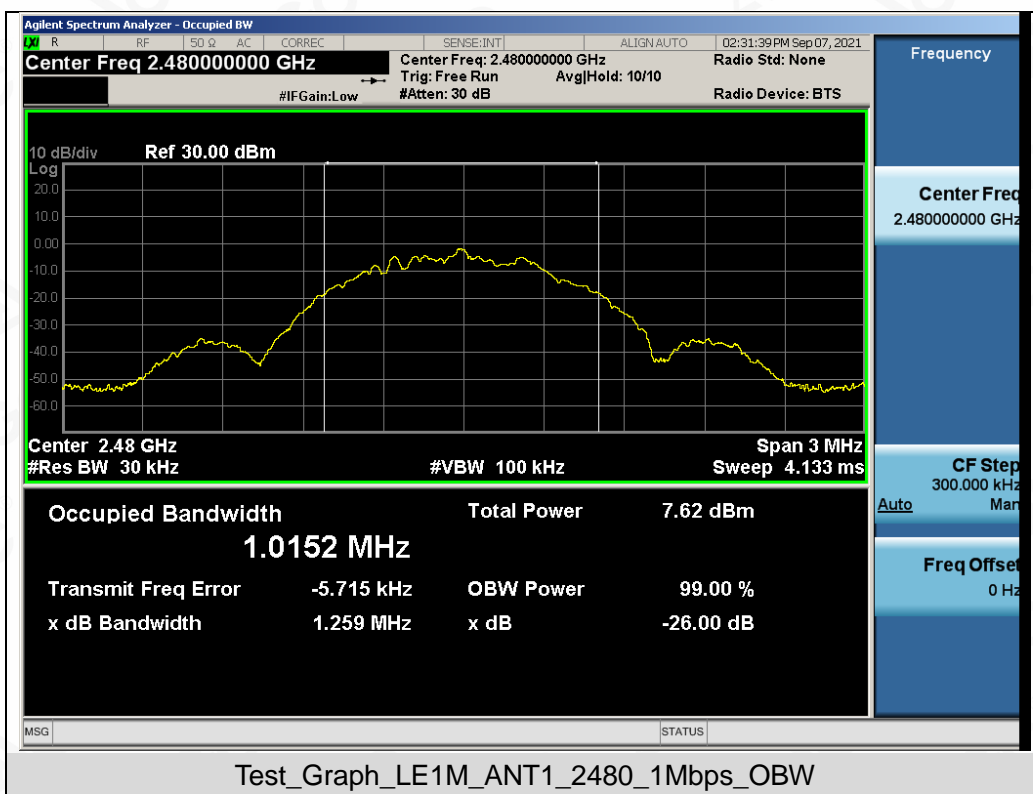 Agilent Spectrum Analyzer - Occupied BW
LXI R RF 50 Ω AC CORREC SENSE:INT ALIGNAUTO 02:31:39 PM Sep 07, 2021
Center Freq 2.480000000 GHz
Center Freq: 2.480000000 GHz
Radio Std: None
Trig: Free Run Avg|Hold: 10/10
#IFGain:Low #Atten: 30 dB
Radio Device: BTS
10 dB/div Ref 30.00 dBm
Log
20.0
10.0
0.00
-10.0
-20.0
-30.0
-40.0
-50.0
-60.0
Center 2.48 GHz Span 3 MHz
#Res BW 30 kHz #VBW 100 kHz Sweep 4.133 ms
Occupied Bandwidth Total Power 7.62 dBm
1.0152 MHz
Transmit Freq Error -5.715 kHz OBW Power 99.00 %
x dB Bandwidth 1.259 MHz x dB -26.00 dB
MSG STATUS
Frequency
Center Freq
2.480000000 GHz
CF Step
300.000 kHz
Auto Man
Freq Offset
0 Hz
Test_Graph_LE1M_ANT1_2480_1Mbps_OBW